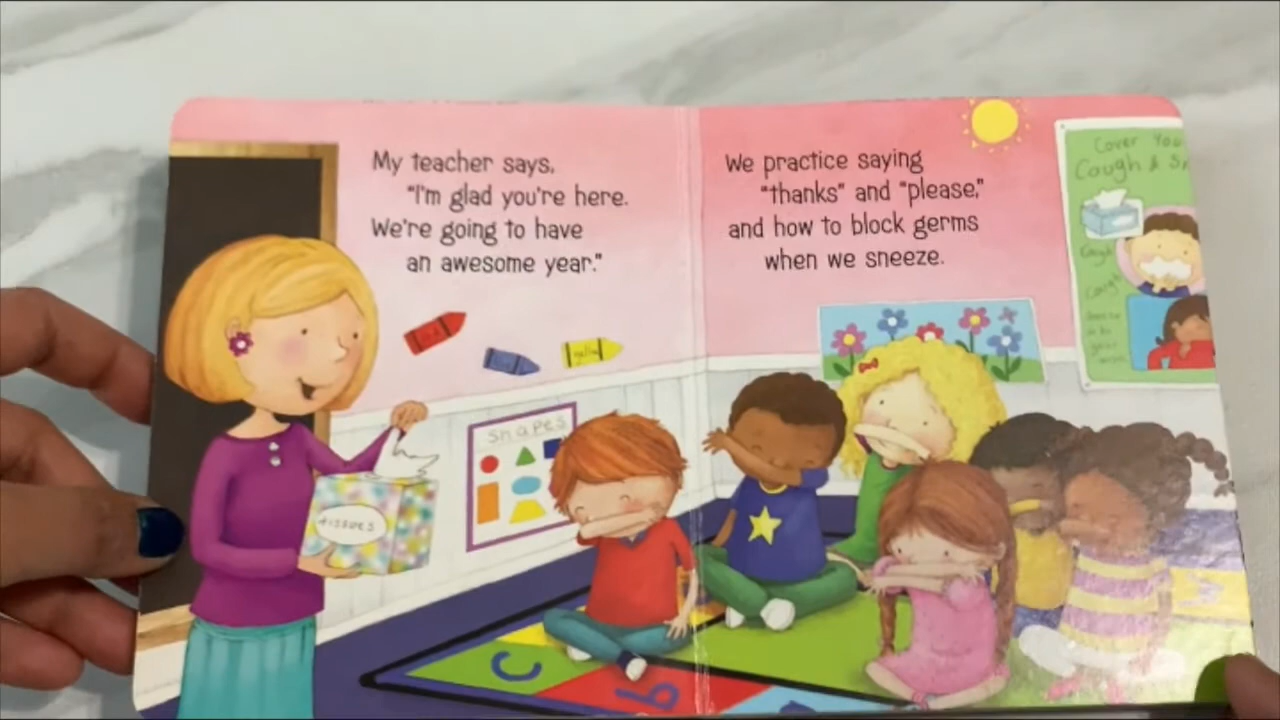 My teacher says,
"I'm glad you're here.
We're going to have
an awesome year."
We practice saying
"thanks" and "please,"
and how to block germs
when we sneeze.
Cover You
Cough & S
shapes
tissues
c
b